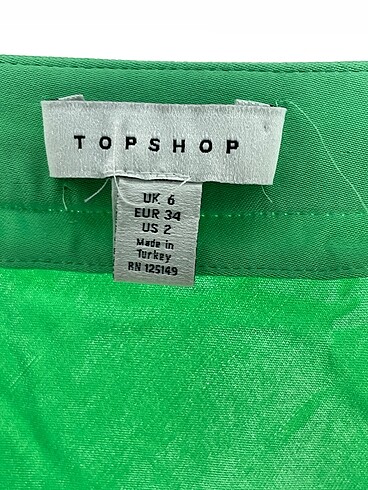 TOPSHOP
UK 6
EUR 34
US 2
Made in
Turkey
RN 125149